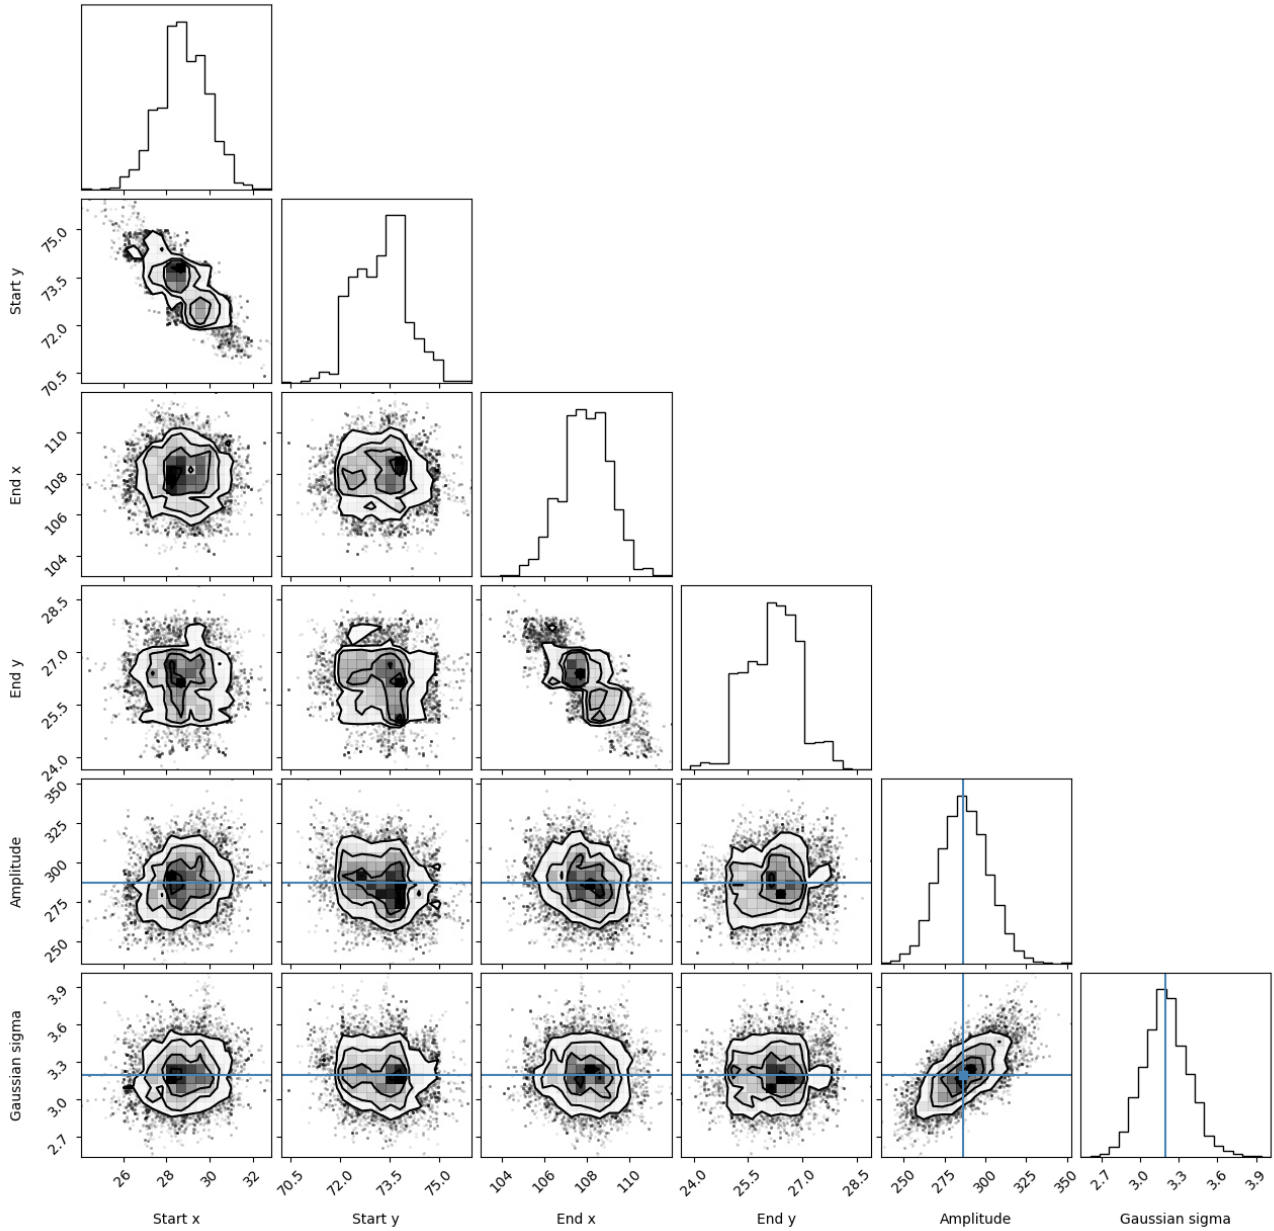 75.0
73.5
72.0
70.5
Start y
110
108
106
104
End x
28.5
27.0
25.5
24.0
End y
350
325
300
275
250
Amplitude
3.9
3.6
3.3
3.0
2.7
Gaussian sigma
26 28 30 32
70.5 72.0 73.5 75.0
104 106 108 110
24.0 25.5 27.0 28.5
250 275 300 325 350
2.7 3.0 3.3 3.6 3.9
Start x Start y End x End y Amplitude Gaussian sigma